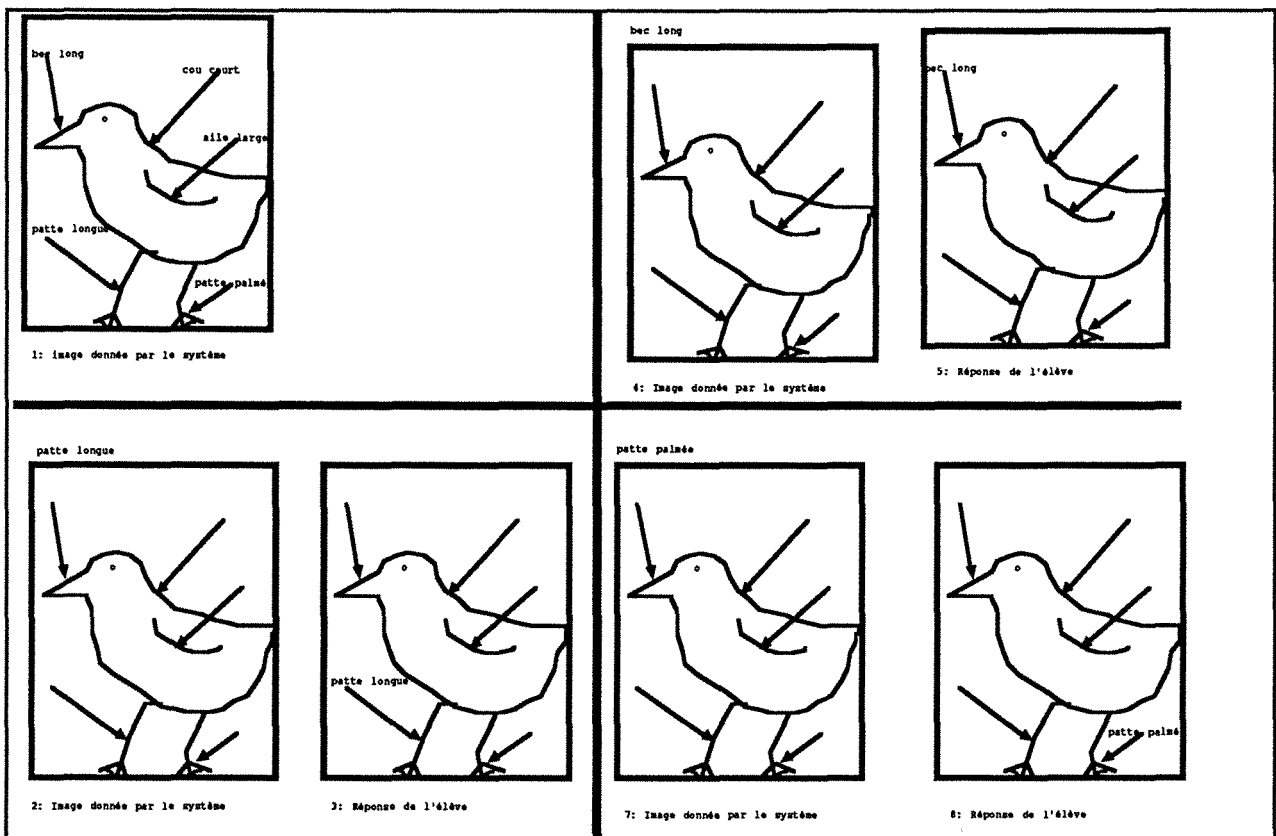 bec long
cou court
aile large
patte longue
patte palmé
1: image donnée par le système
bec long
bec long
4: Image donnée par le système
5: Réponse de l'élève
patte longue
patte longue
2: Image donnée par le système
3: Réponse de l'élève
patte palmée
patte palmé
7: Image donnée par le système
8: Réponse de l'élève